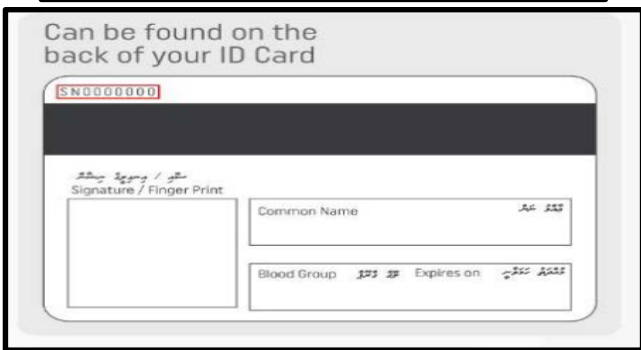 Can be found on the
back of your ID Card
SN0000000
Signature / Finger Print
Common Name ނަން
Blood Group Expires on މުއްދަތު ހަމަވާނީ